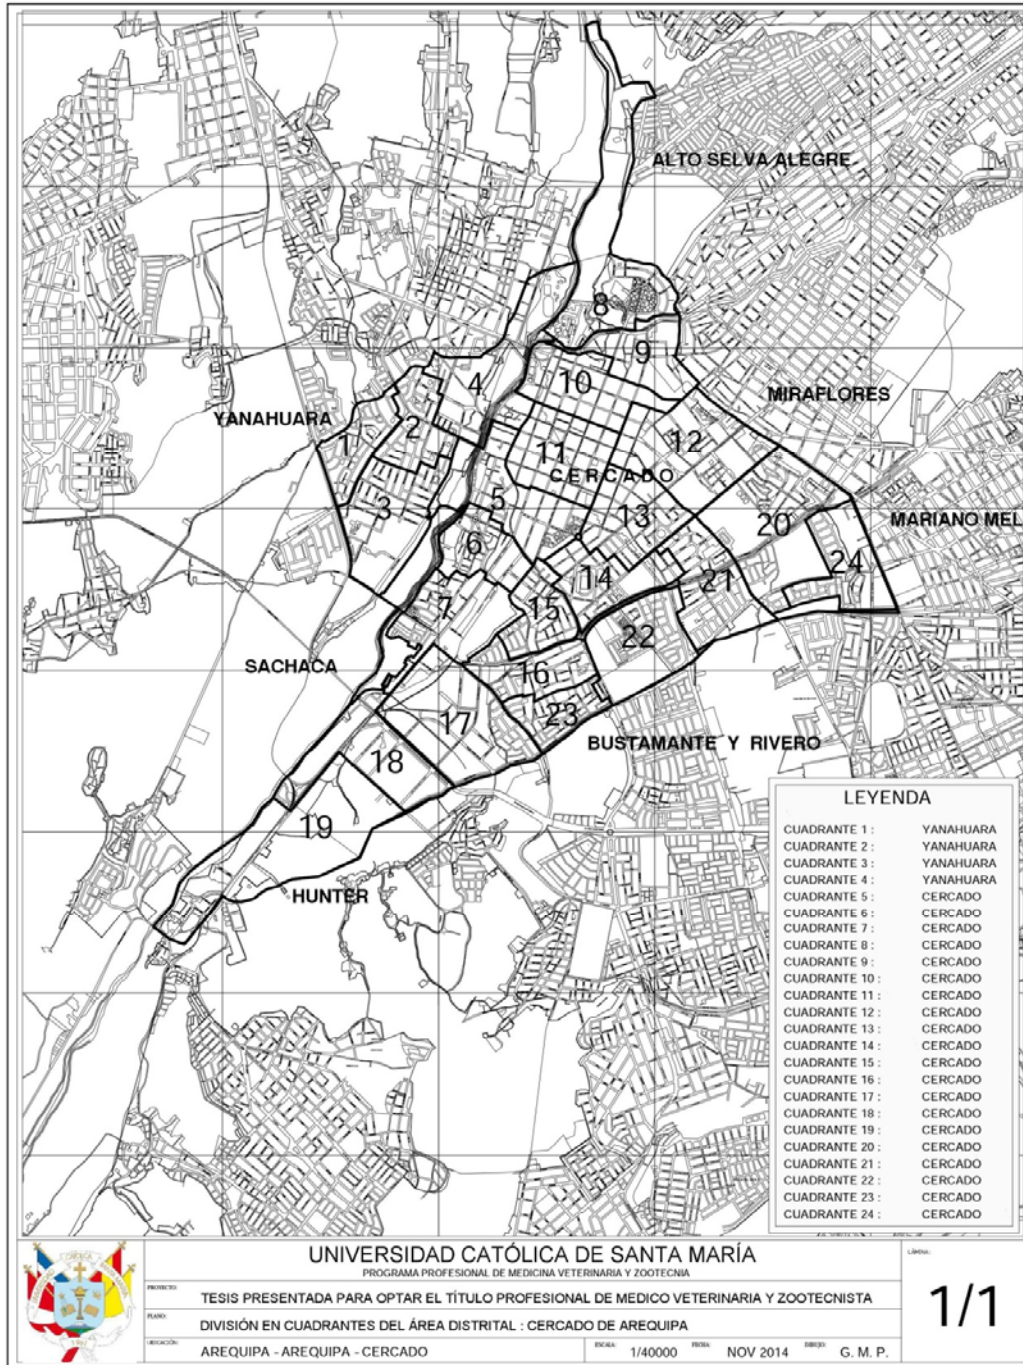 ALTO SELVA ALEGRE
8
9
MIRAFLORES
10
4
YANAHUARA
2
1
12
11
CERCADO
3
5
13
20
MARIANO MEL
6
24
14
21
7
15
22
SACHACA
16
17
23
BUSTAMANTE Y RIVERO
18
19
HUNTER
LEYENDA
CUADRANTE 1 : YANAHUARA
CUADRANTE 2 : YANAHUARA
CUADRANTE 3 : YANAHUARA
CUADRANTE 4 : YANAHUARA
CUADRANTE 5 : CERCADO
CUADRANTE 6 : CERCADO
CUADRANTE 7 : CERCADO
CUADRANTE 8 : CERCADO
CUADRANTE 9 : CERCADO
CUADRANTE 10 : CERCADO
CUADRANTE 11 : CERCADO
CUADRANTE 12 : CERCADO
CUADRANTE 13 : CERCADO
CUADRANTE 14 : CERCADO
CUADRANTE 15 : CERCADO
CUADRANTE 16 : CERCADO
CUADRANTE 17 : CERCADO
CUADRANTE 18 : CERCADO
CUADRANTE 19 : CERCADO
CUADRANTE 20 : CERCADO
CUADRANTE 21 : CERCADO
CUADRANTE 22 : CERCADO
CUADRANTE 23 : CERCADO
CUADRANTE 24 : CERCADO
UNIVERSIDAD CATÓLICA DE SANTA MARÍA
PROGRAMA PROFESIONAL DE MEDICINA VETERINARIA Y ZOOTECNIA
PROYECTO: TESIS PRESENTADA PARA OPTAR EL TÍTULO PROFESIONAL DE MEDICO VETERINARIA Y ZOOTECNISTA
PLANO: DIVISIÓN EN CUADRANTES DEL ÁREA DISTRITAL : CERCADO DE AREQUIPA
UBICACIÓN: AREQUIPA - AREQUIPA - CERCADO ESCALA: 1/40000 FECHA: NOV 2014 DIBUJO: G. M. P.
LÁMINA:
1/1